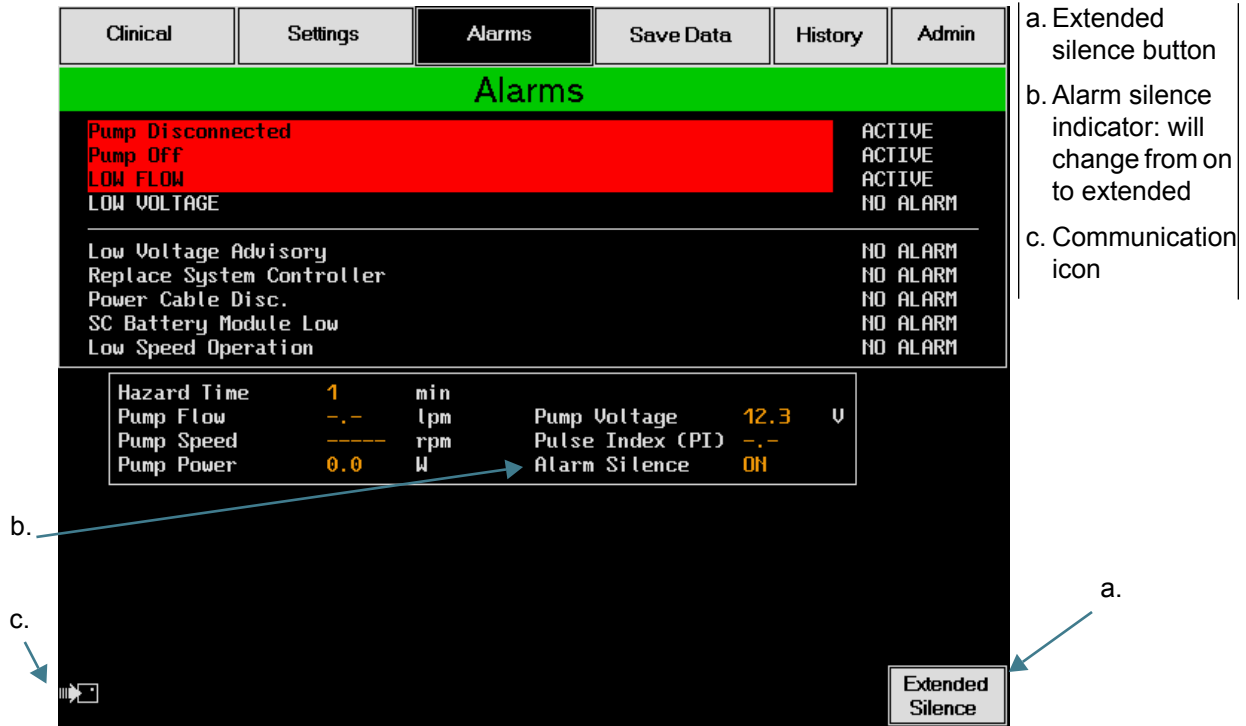 Clinical Settings Alarms Save Data History Admin
Alarms
Pump Disconnected ACTIVE
Pump Off ACTIVE
LOW FLOW ACTIVE
LOW VOLTAGE NO ALARM
Low Voltage Advisory NO ALARM
Replace System Controller NO ALARM
Power Cable Disc. NO ALARM
SC Battery Module Low NO ALARM
Low Speed Operation NO ALARM
Hazard Time 1 min
Pump Flow -.- lpm Pump Voltage 12.3 V
Pump Speed ----- rpm Pulse Index (PI) -.-
Pump Power 0.0 W Alarm Silence ON
b.
c.
a.
Extended
Silence
a. Extended
silence button
b. Alarm silence
indicator: will
change from on
to extended
c. Communication
icon